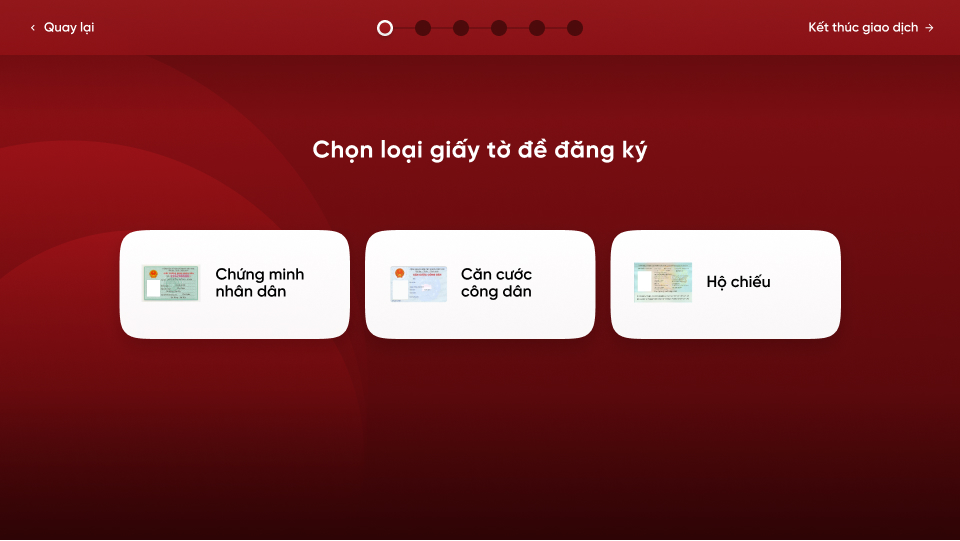 Quay lại
Kết thúc giao dịch
Chọn loại giấy tờ để đăng ký
Chứng minh
nhân dân
Căn cước
công dân
Hộ chiếu